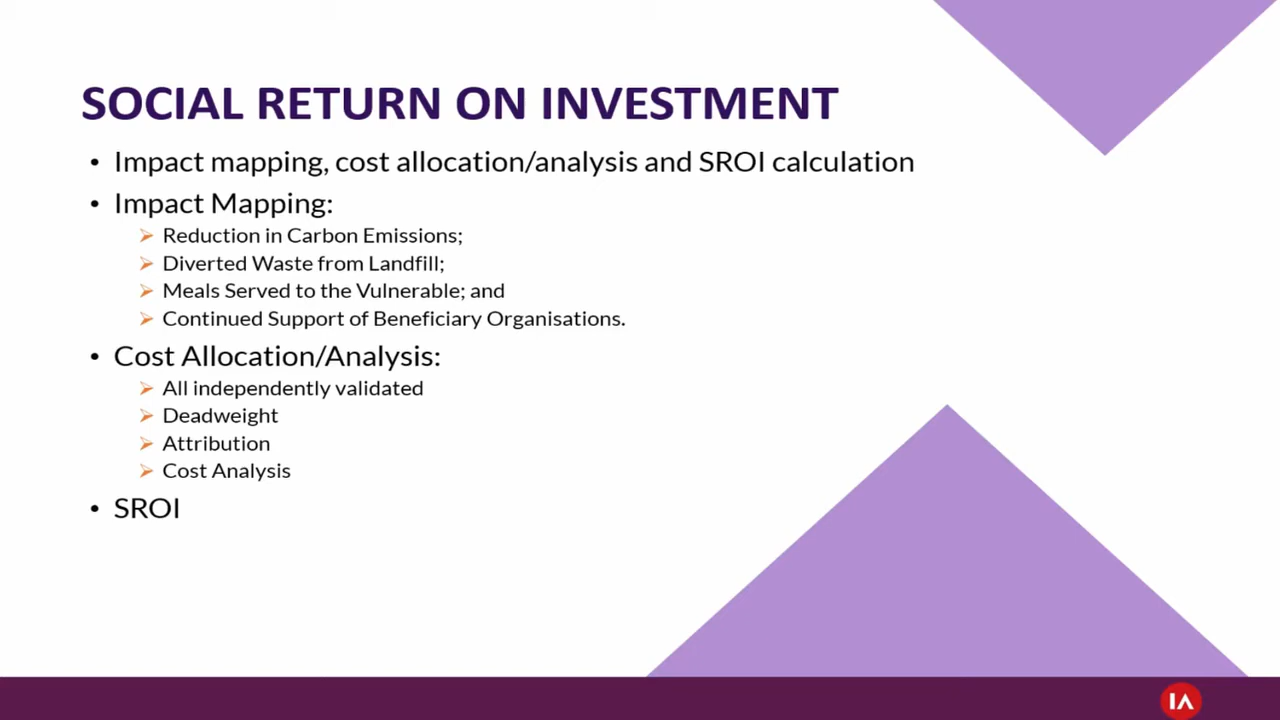 SOCIAL RETURN ON INVESTMENT
• Impact mapping, cost allocation/analysis and SROI calculation
• Impact Mapping:
➢ Reduction in Carbon Emissions;
➢ Diverted Waste from Landfill;
➢ Meals Served to the Vulnerable; and
➢ Continued Support of Beneficiary Organisations.
• Cost Allocation/Analysis:
➢ All independently validated
➢ Deadweight
➢ Attribution
➢ Cost Analysis
• SROI
IA